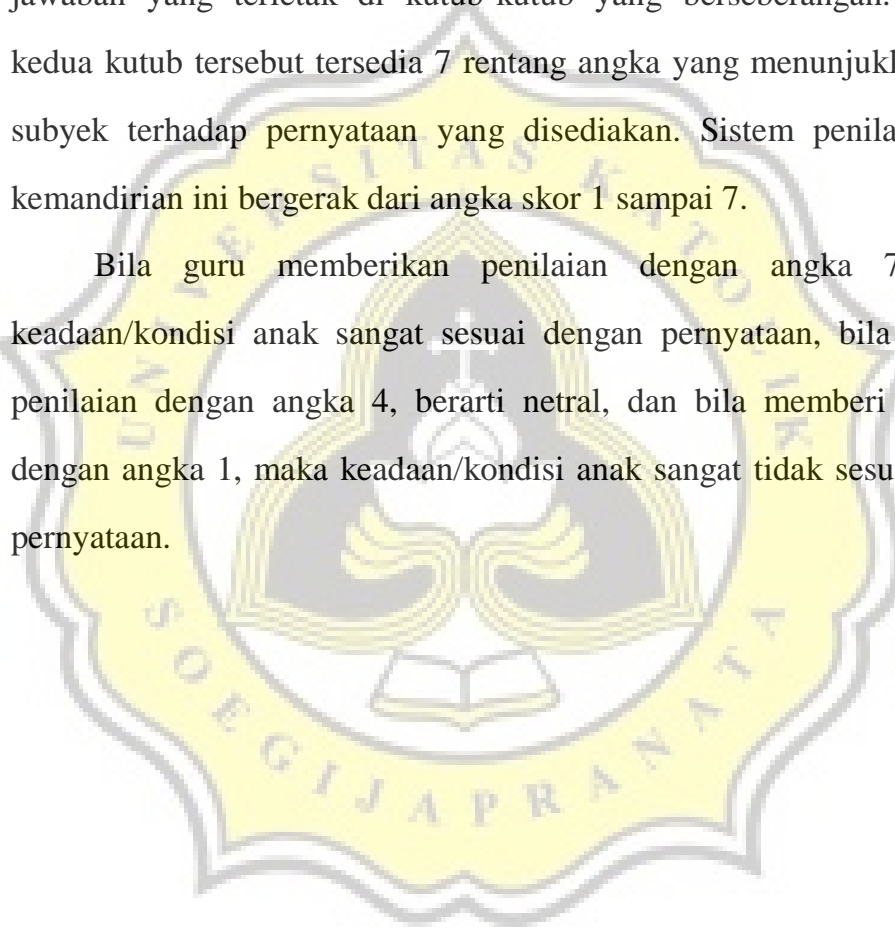 jawaban yang terletak di kutub-kutub yang berseberangan.
kedua kutub tersebut tersedia 7 rentang angka yang menunjukk
subyek terhadap pernyataan yang disediakan. Sistem penila
kemandirian ini bergerak dari angka skor 1 sampai 7.
Bila guru memberikan penilaian dengan angka 7
keadaan/kondisi anak sangat sesuai dengan pernyataan, bila
penilaian dengan angka 4, berarti netral, dan bila memberi
dengan angka 1, maka keadaan/kondisi anak sangat tidak sesu
pernyataan.
UNIVERSITAS KATOLIK
SOEGIJAPRANATA